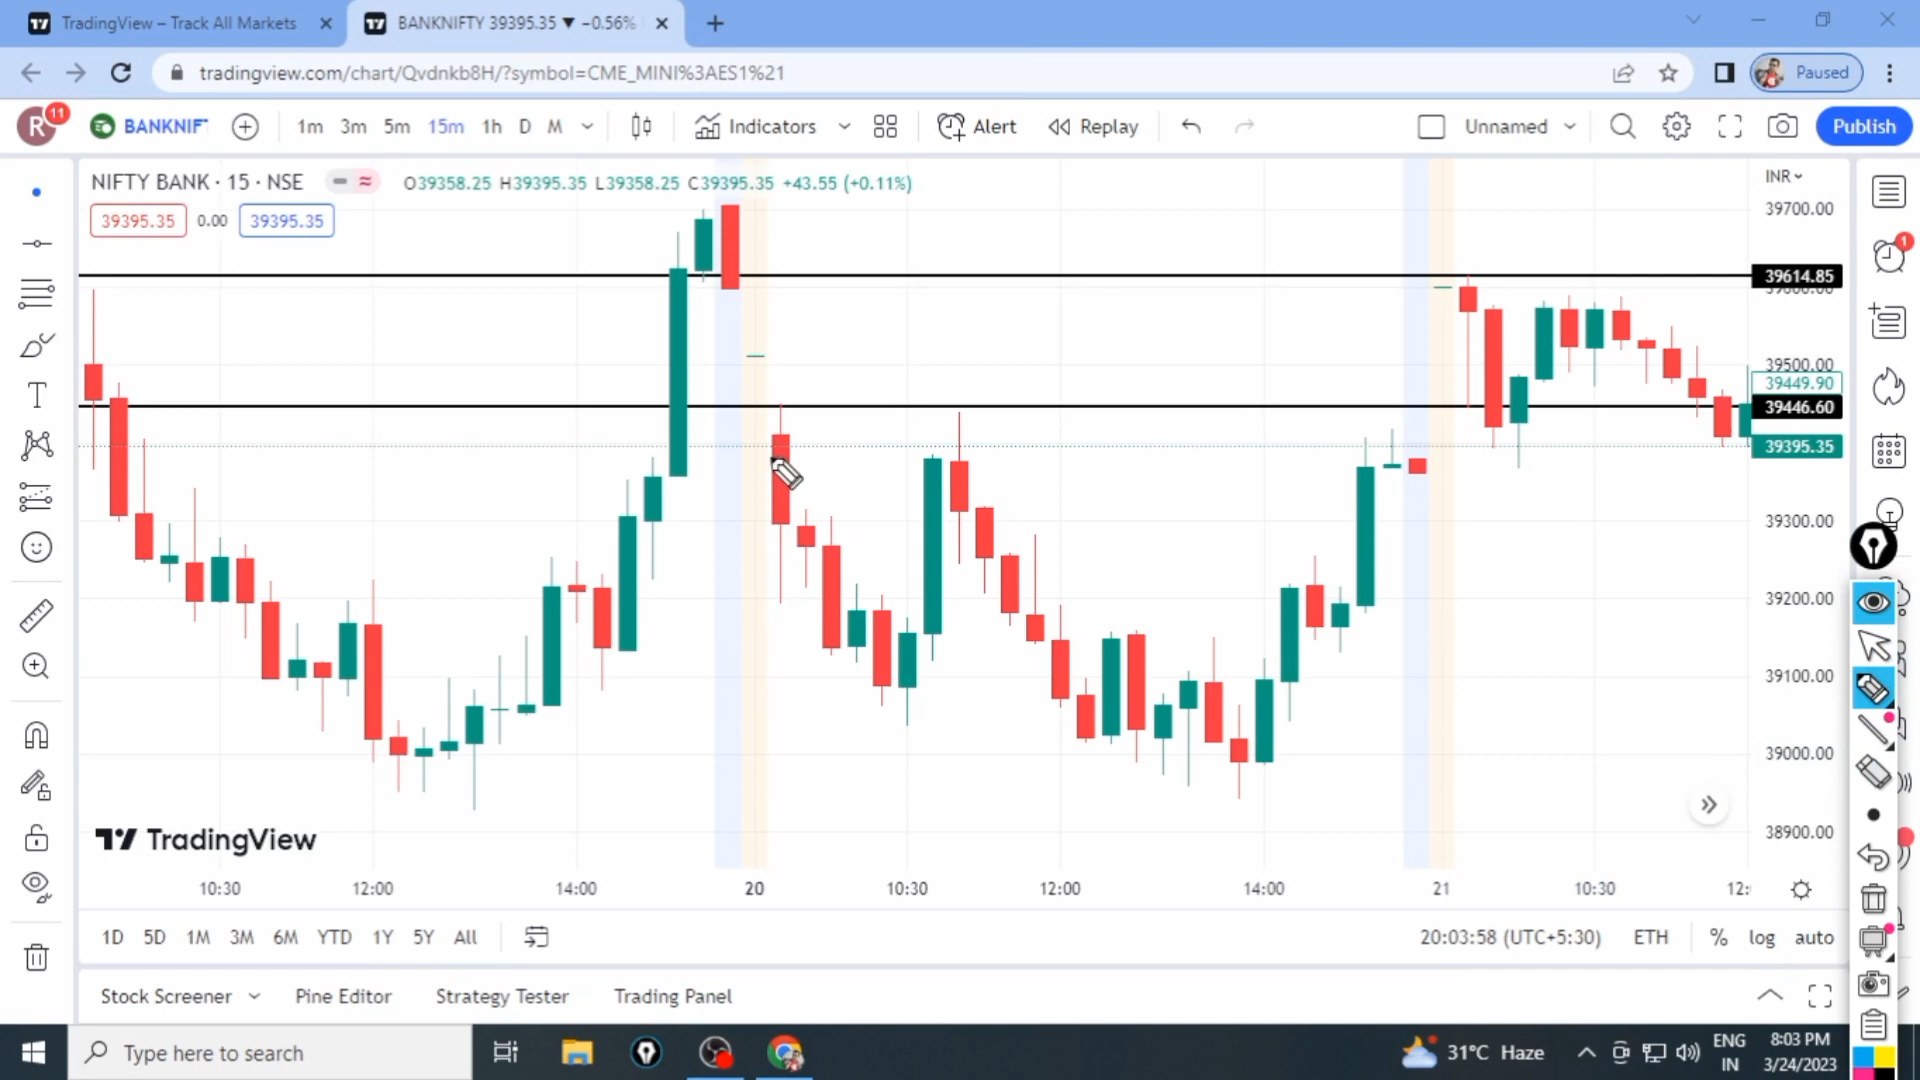 TradingView – Track All Markets
BANKNIFTY 39395.35 ▼ −0.56%
tradingview.com/chart/Qvdnkb8H/?symbol=CME_MINI%3AES1%21
Paused
R 11 BANKNIF 1m 3m 5m 15m 1h D M Indicators Alert Replay Unnamed Publish
NIFTY BANK · 15 · NSE O39358.25 H39395.35 L39358.25 C39395.35 +43.55 (+0.11%)
INR
39395.35 0.00 39395.35
39700.00
39614.85
39500.00
39449.90
39446.60
39395.35
39300.00
39200.00
39100.00
39000.00
38900.00
1
TradingView
10:30 12:00 14:00 20 10:30 12:00 14:00 21 10:30 12:
1D 5D 1M 3M 6M YTD 1Y 5Y All 20:03:58 (UTC+5:30) ETH % log auto
Stock Screener Pine Editor Strategy Tester Trading Panel
Type here to search
31°C Haze
ENG
IN
8:03 PM
3/24/2023